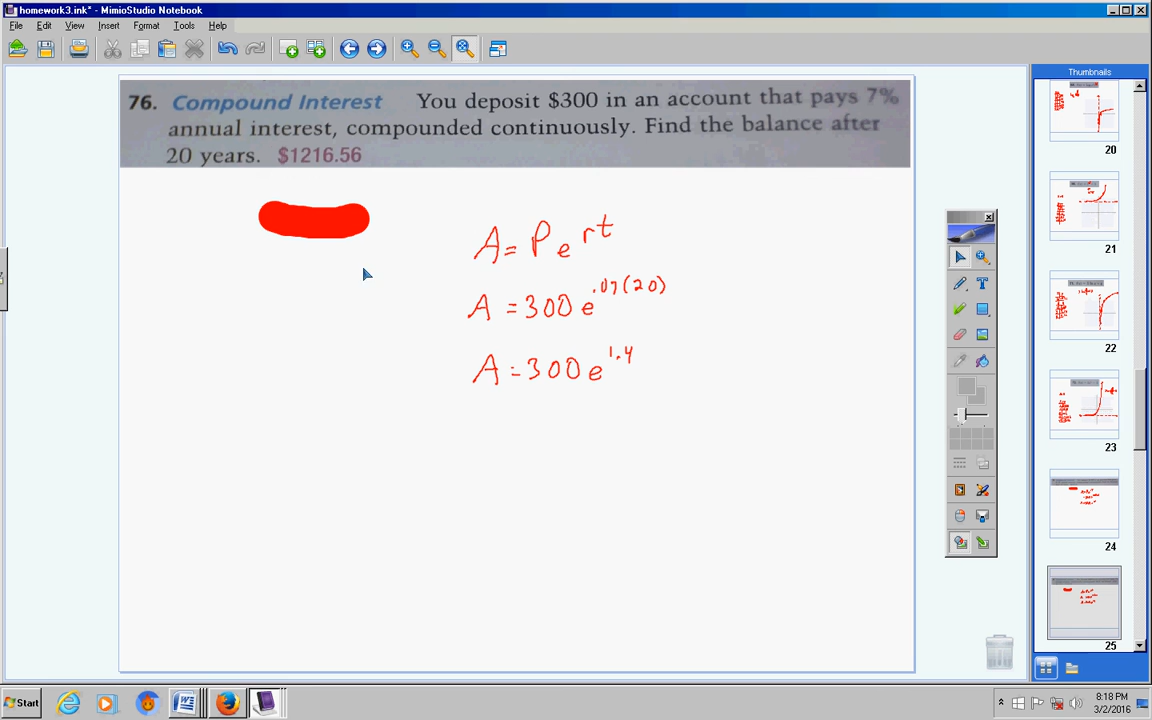 homework3.ink* - MimioStudio Notebook
File Edit View Insert Format Tools Help
76. Compound Interest You deposit $300 in an account that pays 7%
annual interest, compounded continuously. Find the balance after
20 years. $1216.56
A = Pe^rt
A = 300e^.07(20)
A = 300e^1.4
Thumbnails
20
21
22
23
24
25
Start
8:18 PM
3/2/2016